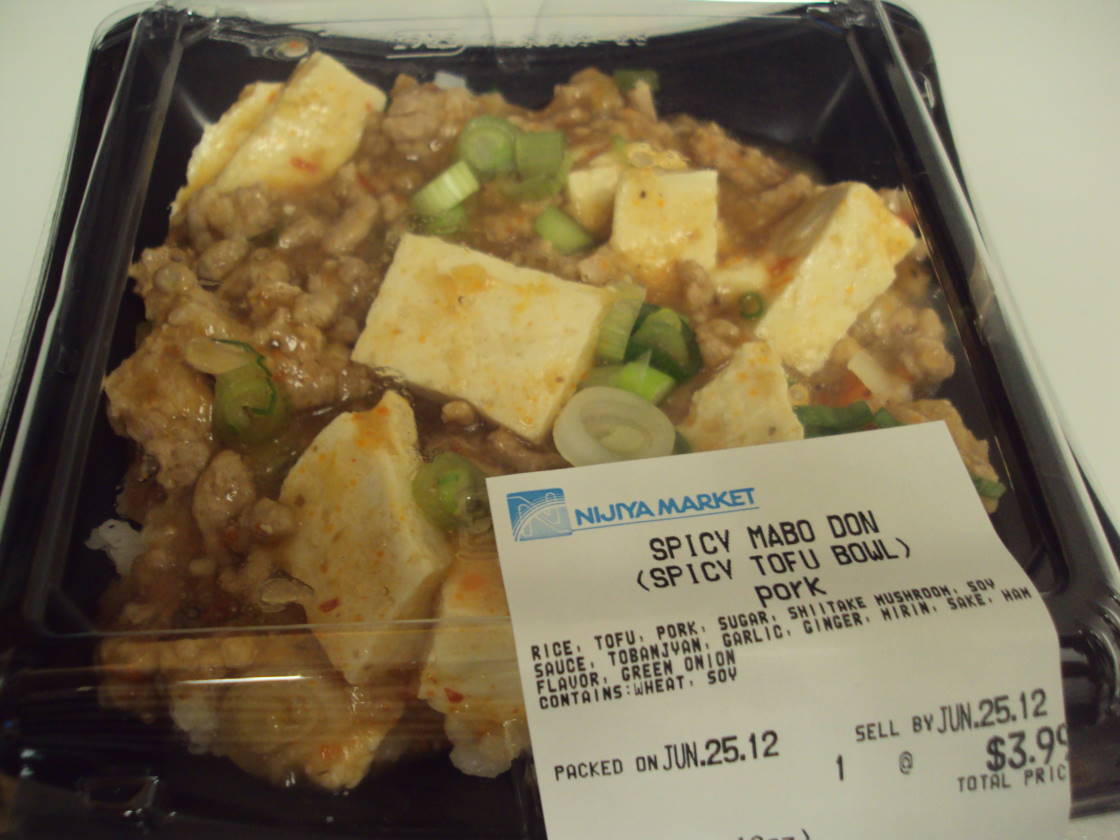 NIJIYA MARKET
SPICY MABO DON
(SPICY TOFU BOWL)
pork
RICE, TOFU, PORK, SUGAR, SHIITAKE MUSHROOM, SOY
SAUCE, TOBANJYAN, GARLIC, GINGER, MIRIN, SAKE, HAM
FLAVOR, GREEN ONION
CONTAINS:WHEAT, SOY
PACKED ON JUN.25.12 SELL BY JUN.25.12
1 @ $3.99
TOTAL PRIC